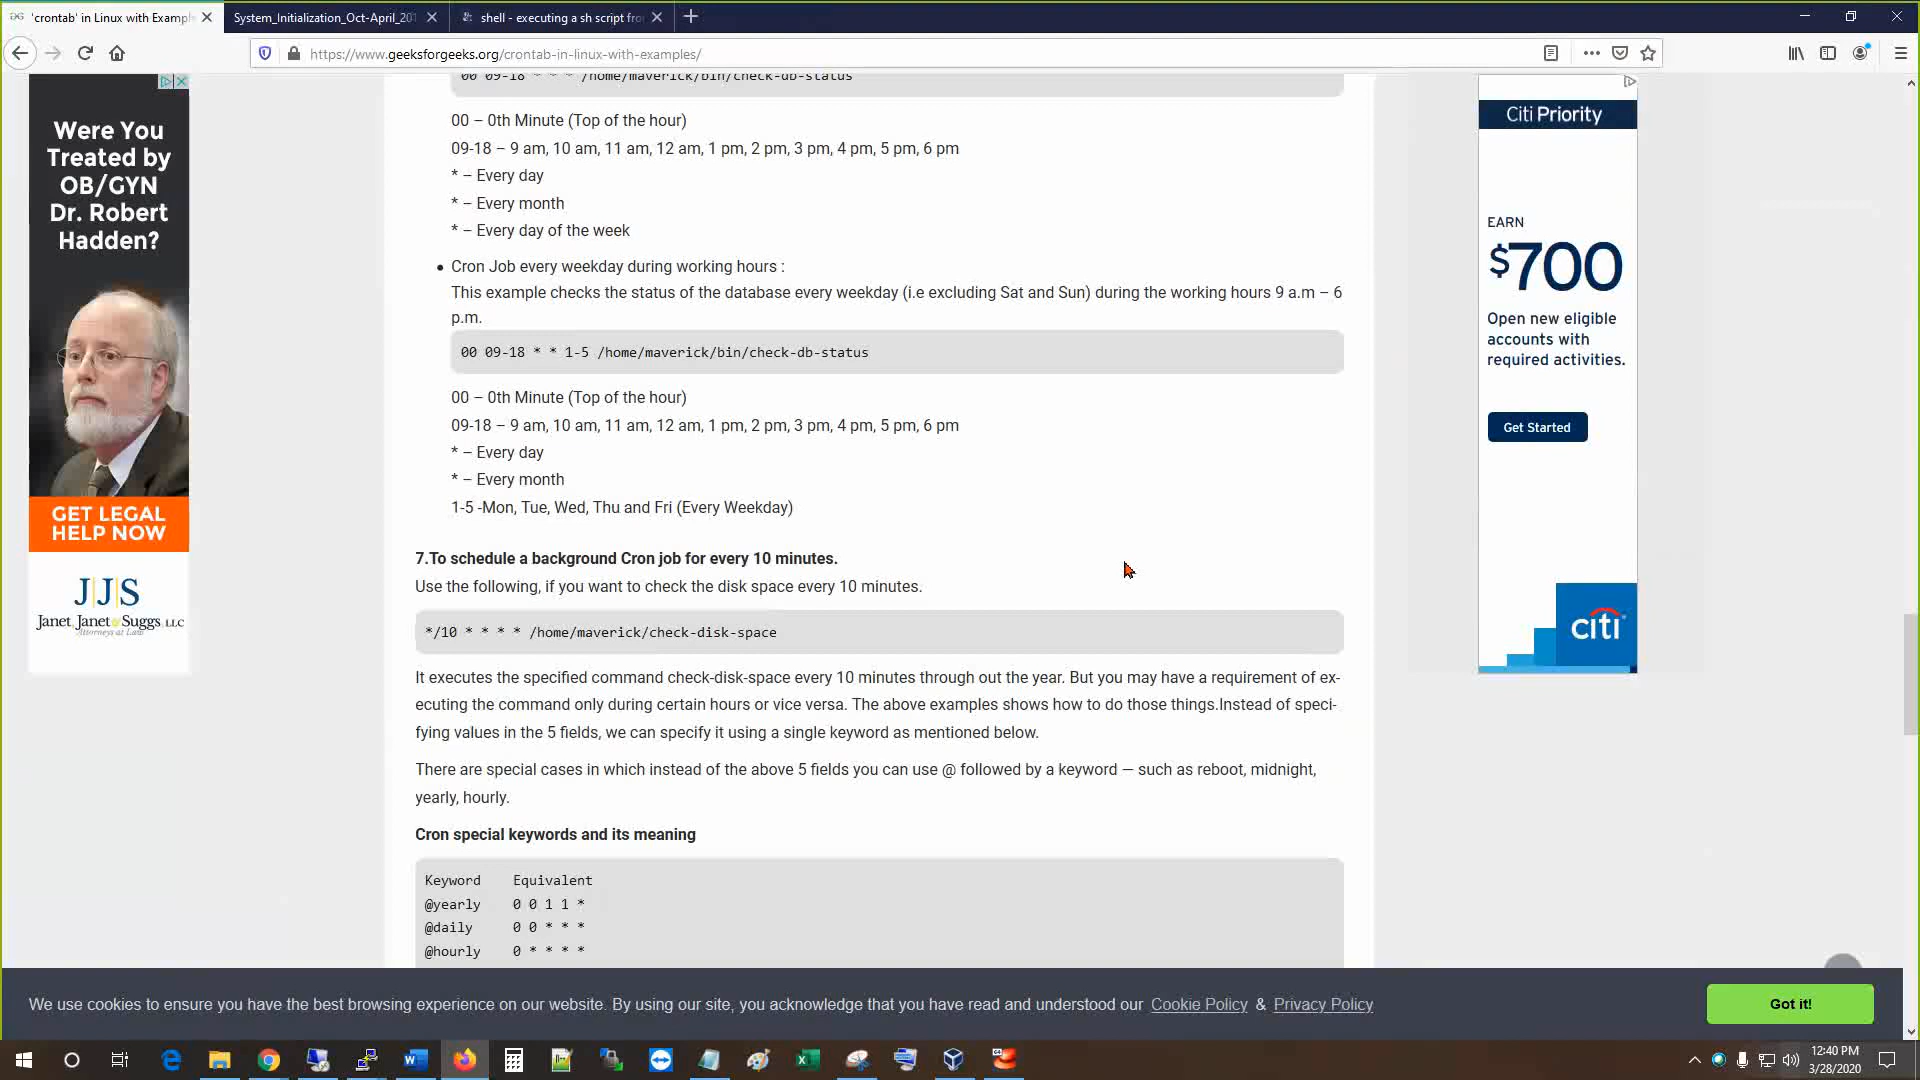 'crontab' in Linux with Exampl
System_Initialization_Oct-April_201
shell - executing a sh script fro
https://www.geeksforgeeks.org/crontab-in-linux-with-examples/
00 09-18 * * * /home/maverick/bin/check-db-status
00 – 0th Minute (Top of the hour)
09-18 – 9 am, 10 am, 11 am, 12 am, 1 pm, 2 pm, 3 pm, 4 pm, 5 pm, 6 pm
* – Every day
* – Every month
* – Every day of the week
• Cron Job every weekday during working hours :
This example checks the status of the database every weekday (i.e excluding Sat and Sun) during the working hours 9 a.m – 6
p.m.
00 09-18 * * 1-5 /home/maverick/bin/check-db-status
00 – 0th Minute (Top of the hour)
09-18 – 9 am, 10 am, 11 am, 12 am, 1 pm, 2 pm, 3 pm, 4 pm, 5 pm, 6 pm
* – Every day
* – Every month
1-5 -Mon, Tue, Wed, Thu and Fri (Every Weekday)
7.To schedule a background Cron job for every 10 minutes.
Use the following, if you want to check the disk space every 10 minutes.
*/10 * * * * /home/maverick/check-disk-space
It executes the specified command check-disk-space every 10 minutes through out the year. But you may have a requirement of ex-
ecuting the command only during certain hours or vice versa. The above examples shows how to do those things.Instead of speci-
fying values in the 5 fields, we can specify it using a single keyword as mentioned below.
There are special cases in which instead of the above 5 fields you can use @ followed by a keyword — such as reboot, midnight,
yearly, hourly.
Cron special keywords and its meaning
Keyword Equivalent
@yearly 0 0 1 1 *
@daily 0 0 * * *
@hourly 0 * * * *
Were You
Treated by
OB/GYN
Dr. Robert
Hadden?
GET LEGAL
HELP NOW
J|J|S
Janet, Janet & Suggs, LLC
Attorneys at Law
Citi Priority
EARN
$700
Open new eligible
accounts with
required activities.
Get Started
citi
We use cookies to ensure you have the best browsing experience on our website. By using our site, you acknowledge that you have read and understood our Cookie Policy & Privacy Policy
Got it!
12:40 PM
3/28/2020